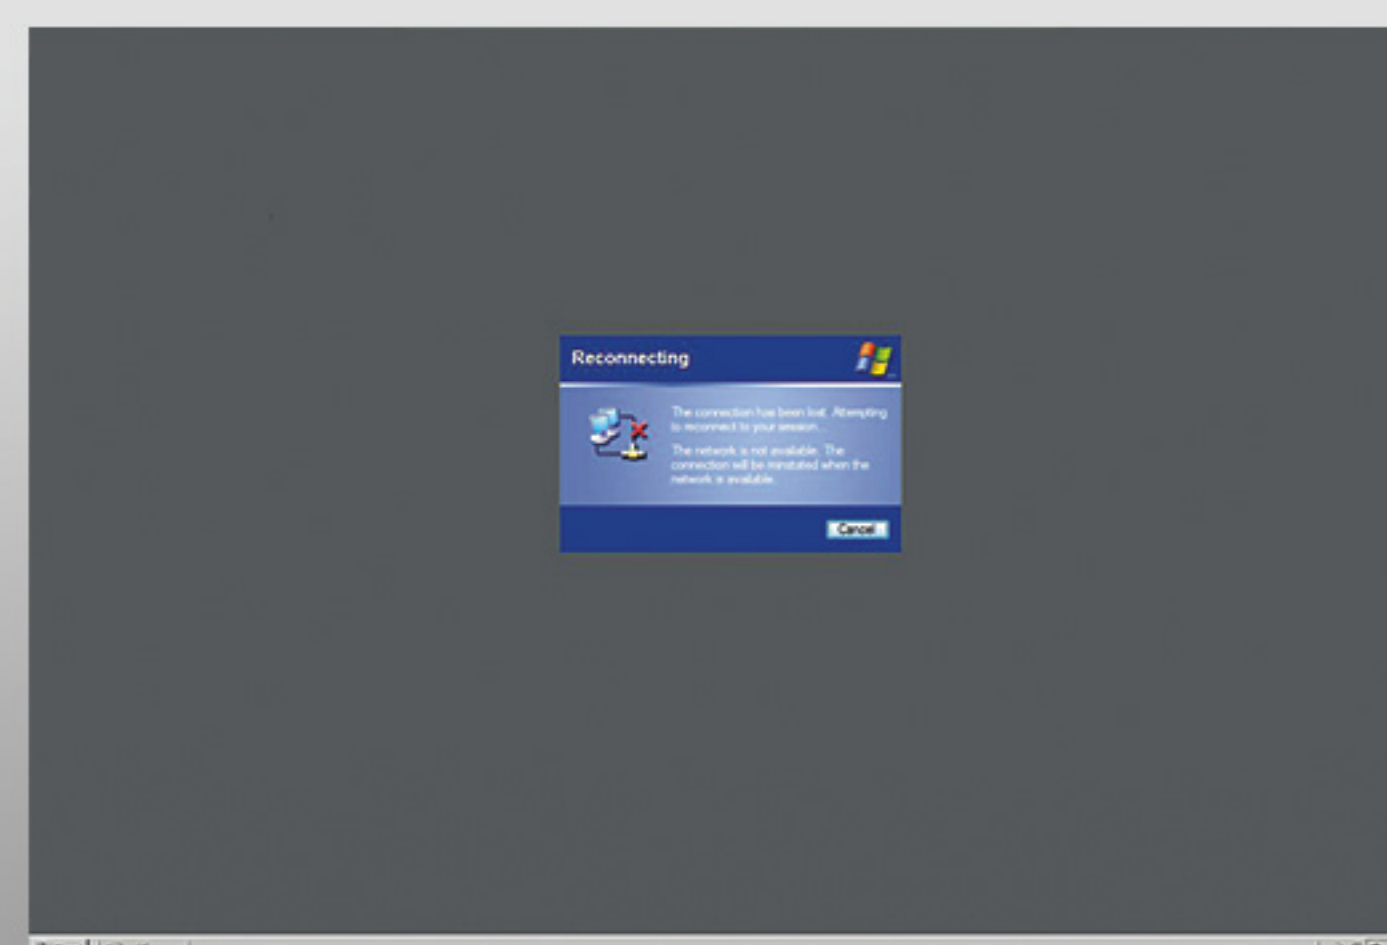 Reconnecting
The connection has been lost. Attempting
to reconnect to your session...
The network is not available. The
connection will be reinstated when the
network is available.
Cancel